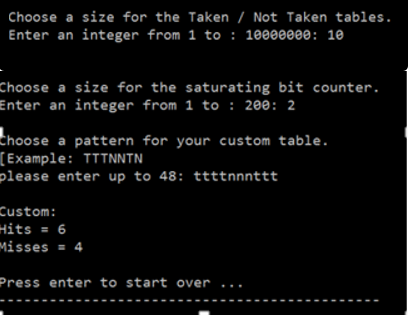 Choose a size for the Taken / Not Taken tables.
Enter an integer from 1 to : 10000000: 10
Choose a size for the saturating bit counter.
Enter an integer from 1 to : 200: 2
Choose a pattern for your custom table.
[Example: TTTNNTN
please enter up to 48: ttttnnnttt
Custom:
Hits = 6
Misses = 4
Press enter to start over ...
-----------------------------------------------